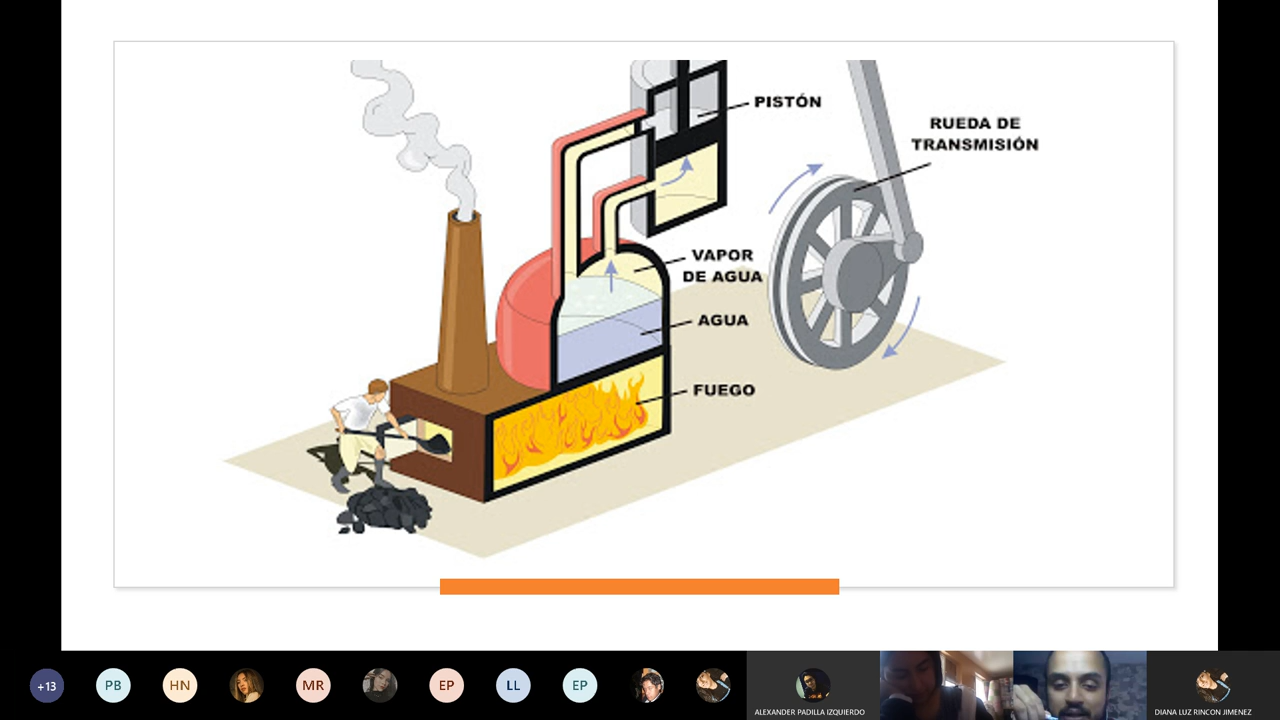 PISTÓN
RUEDA DE
TRANSMISIÓN
VAPOR
DE AGUA
AGUA
FUEGO
+13
PB
HN
MR
EP
LL
EP
ALEXANDER PADILLA IZQUIERDO
DIANA LUZ RINCON JIMENEZ